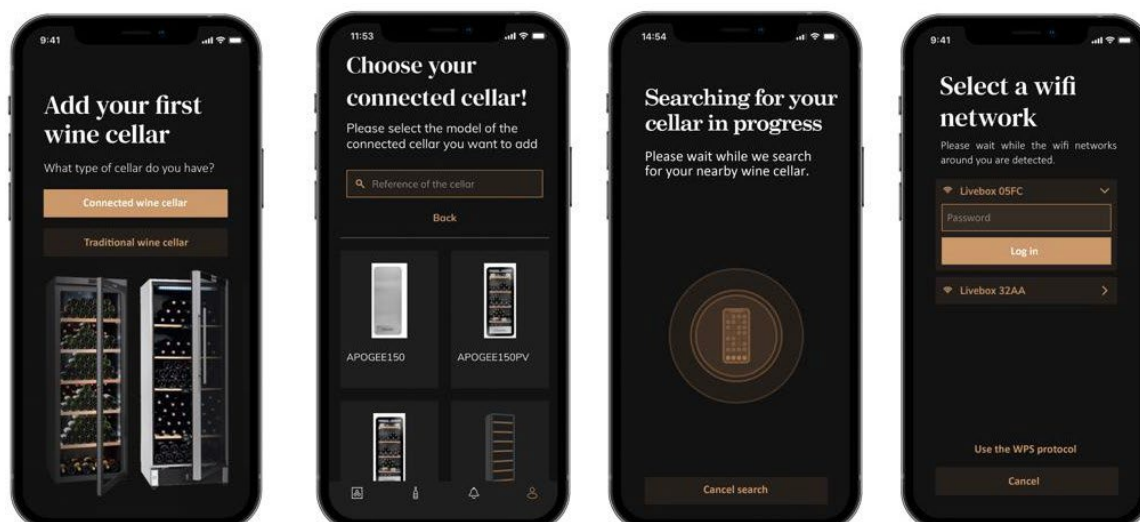 9:41
Add your first
wine cellar
What type of cellar do you have?
Connected wine cellar
Traditional wine cellar
11:53
Choose your
connected cellar!
Please select the model of the
connected cellar you want to add
Reference of the cellar
Back
APOGEE150
APOGEE150PV
14:54
Searching for your
cellar in progress
Please wait while we search
for your nearby wine cellar.
Cancel search
9:41
Select a wifi
network
Please wait while the wifi networks
around you are detected.
Livebox 05FC
Password
Log in
Livebox 32AA
Use the WPS protocol
Cancel